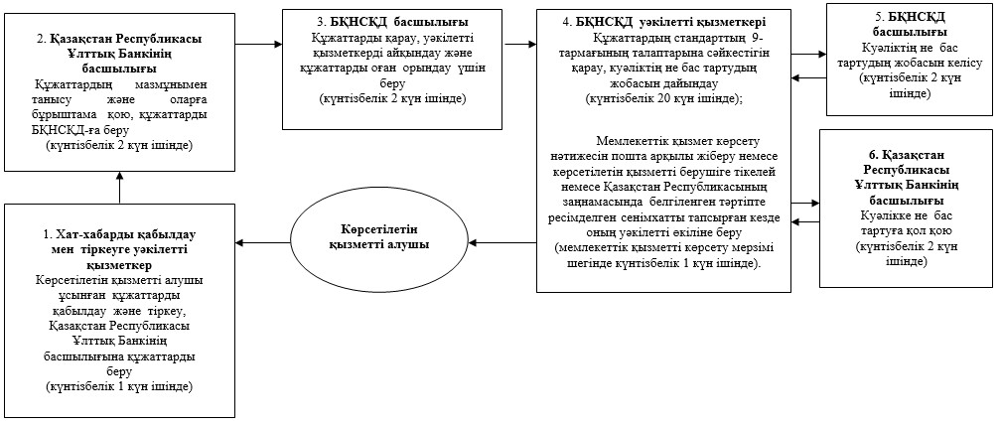 1. Хат-хабарды қабылдау
мен тіркеуге уәкілетті
қызметкер
Көрсетілетін қызметті алушы
ұсынған құжаттарды
қабылдау және тіркеу,
Қазақстан Республикасы
Ұлттық Банкінің
басшылығына құжаттарды
беру
(күнтізбелік 1 күн ішінде)
2. Қазақстан Республикасы
Ұлттық Банкінің
басшылығы
Құжаттардың мазмұнымен
танысу және оларға
бұрыштама қою, құжаттарды
БҚНСҚД-ға беру
(күнтізбелік 2 күн ішінде)
3. БҚНСҚД басшылығы
Құжаттарды қарау, уәкілетті
қызметкерді айқындау және
құжаттарды оған орындау үшін
беру
(күнтізбелік 2 күн ішінде)
4. БҚНСҚД уәкілетті қызметкері
Құжаттардың стандарттың 9-
тармағының талаптарына сәйкестігін
қарау, куәліктің не бас тартудың
жобасын дайындау
(күнтізбелік 20 күн ішінде);
Мемлекеттік қызмет көрсету
нәтижесін пошта арқылы жіберу немесе
көрсетілетін қызметті берушіге тікелей
немесе Қазақстан Республикасының
заңнамасында белгіленген тәртіпте
ресімделген сенімхатты тапсырған кезде
оның уәкілетті өкіліне беру
(мемлекеттік қызметті көрсету мерзімі
шегінде күнтізбелік 1 күн ішінде).
5. БҚНСҚД
басшылығы
Куәліктің не бас
тартудың жобасын келісу
(күнтізбелік 2 күн
ішінде)
6. Қазақстан
Республикасы
Ұлттық Банкінің
басшылығы
Куәлікке не бас
тартуға қол қою
(күнтізбелік 2 күн
ішінде)
Көрсетілетін
қызметті алушы